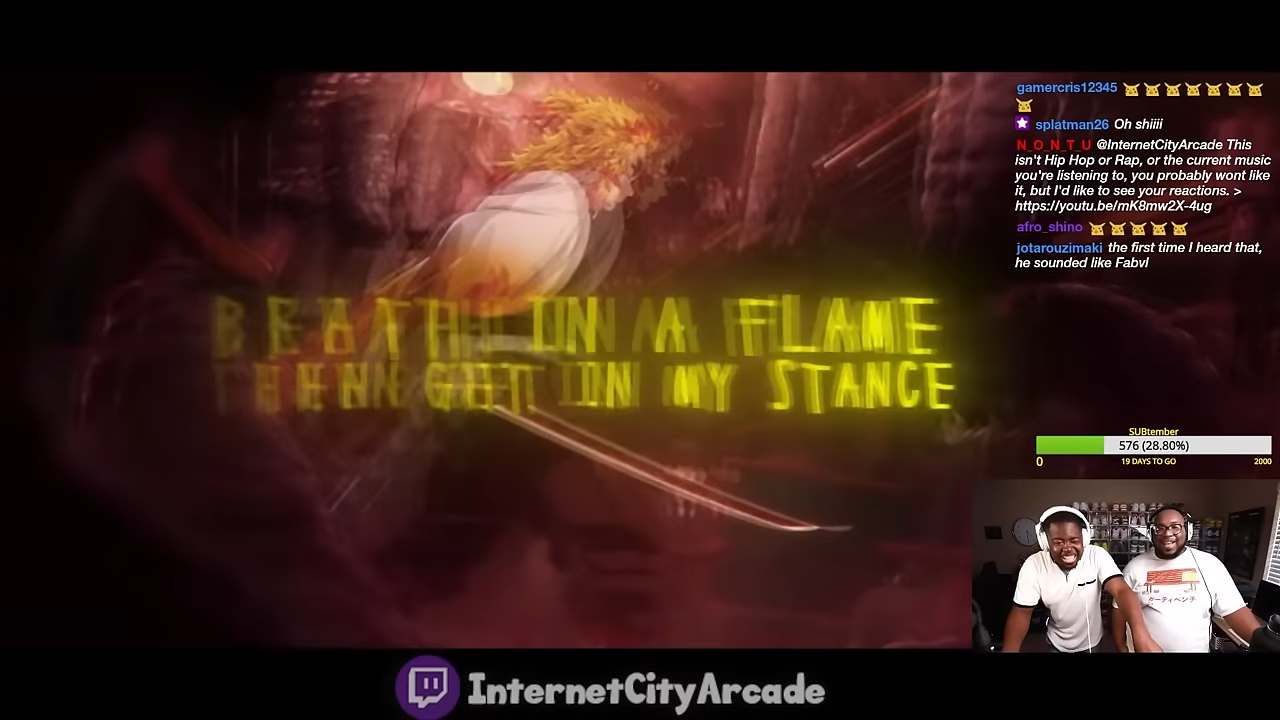 gamercris12345
splatman26 Oh shiiii
N_O_N_T_U @InternetCityArcade This
isn't Hip Hop or Rap, or the current music
you're listening to, you probably wont like
it, but I'd like to see your reactions. >
https://youtu.be/mK8mw2X-4ug
afro_shino
jotarouzimaki the first time I heard that,
he sounded like Fabvl
BREATH IN A FLAME
THEN GET IN MY STANCE
SUBtember
576 (28.80%)
0 19 DAYS TO GO 2000
InternetCityArcade